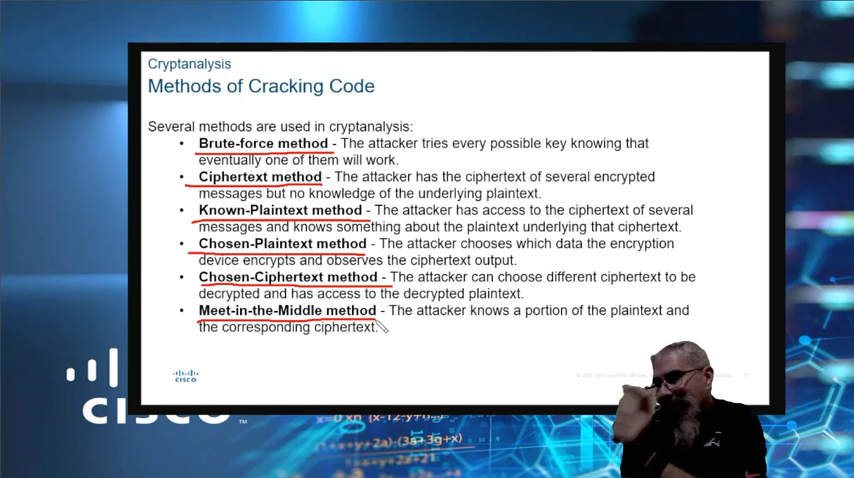 Cryptanalysis
Methods of Cracking Code
Several methods are used in cryptanalysis:
• Brute-force method - The attacker tries every possible key knowing that
eventually one of them will work.
• Ciphertext method - The attacker has the ciphertext of several encrypted
messages but no knowledge of the underlying plaintext.
• Known-Plaintext method - The attacker has access to the ciphertext of several
messages and knows something about the plaintext underlying that ciphertext.
• Chosen-Plaintext method - The attacker chooses which data the encryption
device encrypts and observes the ciphertext output.
• Chosen-Ciphertext method - The attacker can choose different ciphertext to be
decrypted and has access to the decrypted plaintext.
• Meet-in-the-Middle method - The attacker knows a portion of the plaintext and
the corresponding ciphertext.
CISCO
CISCO
TM